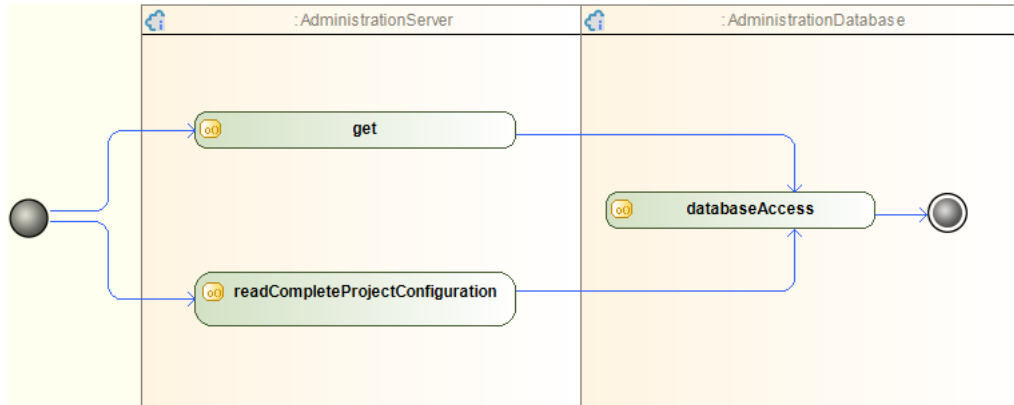 : AdministrationServer
: AdministrationDatabase
get
databaseAccess
readCompleteProjectConfiguration